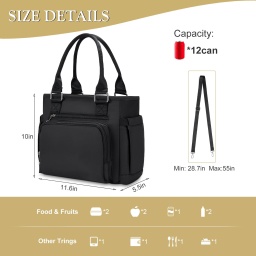 SIZE DETAILS
Capacity:
*12can
10in
11.6in
5.5in
Min: 28.7in Max:55in
Food & Fruits
*2 *2 *1 *2
Other Trings
*1 *1 *1 *1